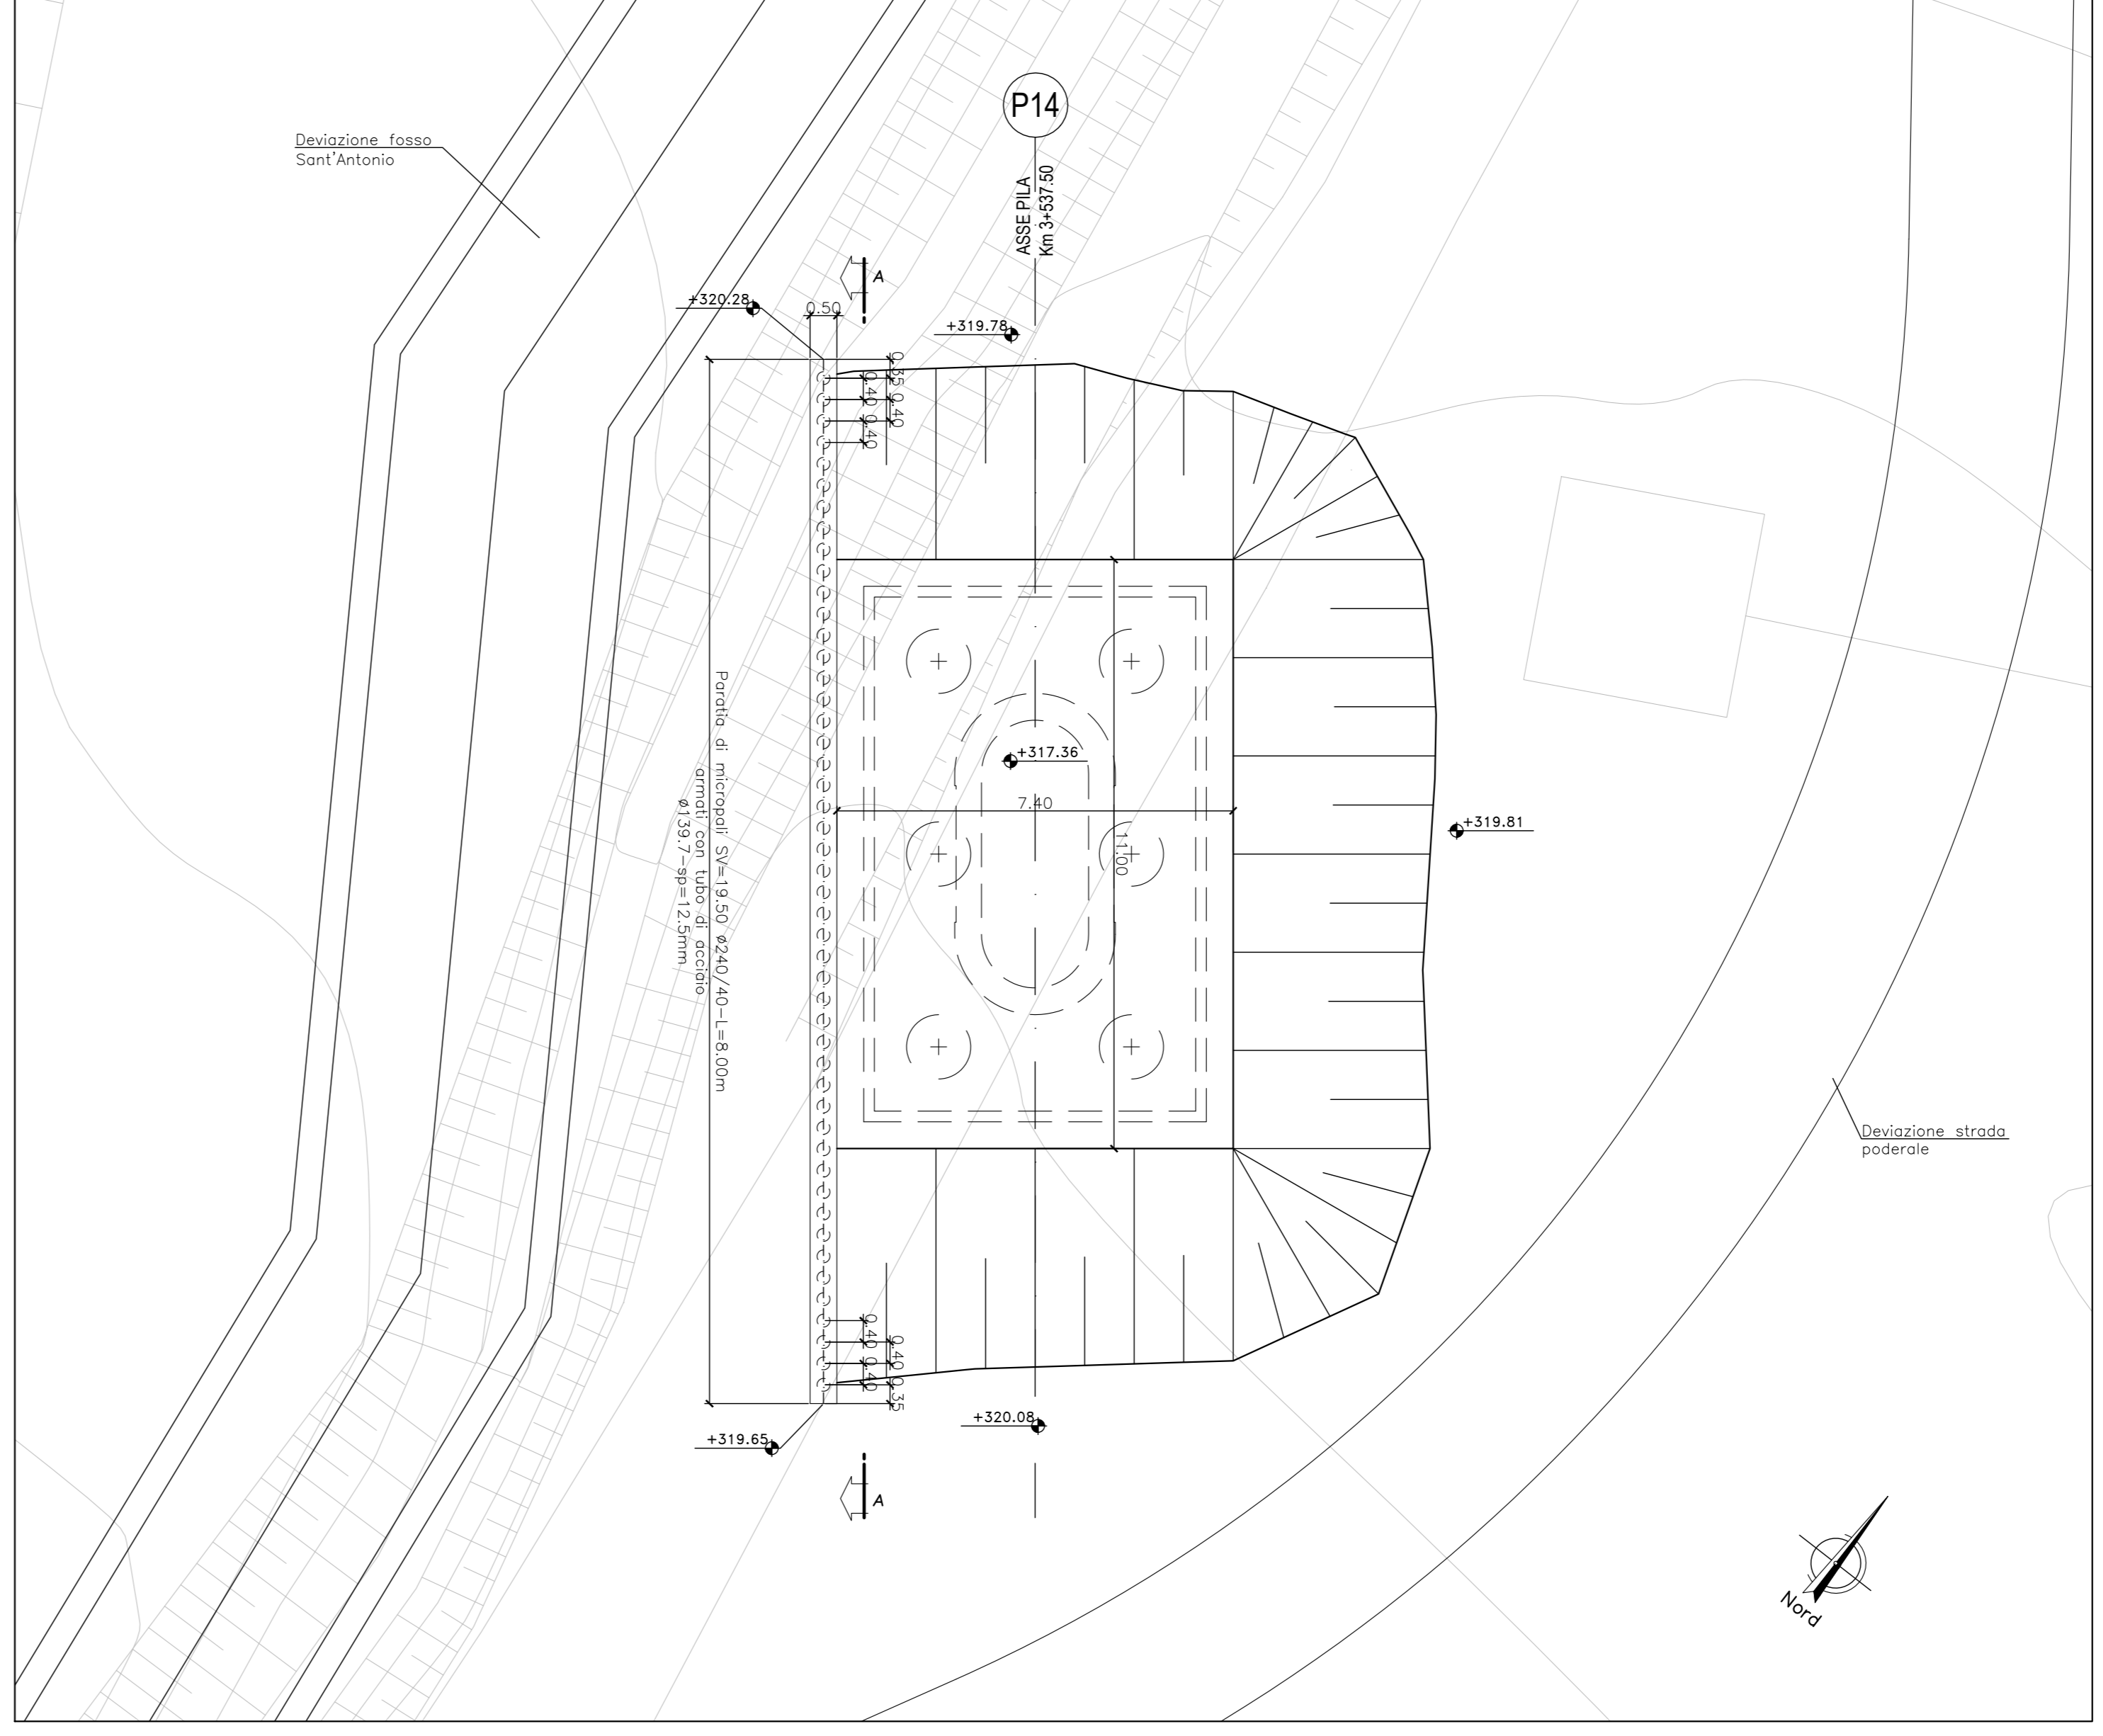 P14
ASSE PILA
Km 3+537.50
Deviazione fosso
Sant'Antonio
A
+320.28
0.50
+319.78
0.35
0.40
0.40
0.40
+317.36
7.40
11.00
+319.81
Paratia di micropali SV=19.50 ø240/40-L=8.00m
armati con tubo di acciaio
ø139.7-sp=12.5mm
Deviazione strada
poderale
0.40
0.40
0.40
0.35
+320.08
+319.65
A
Nord